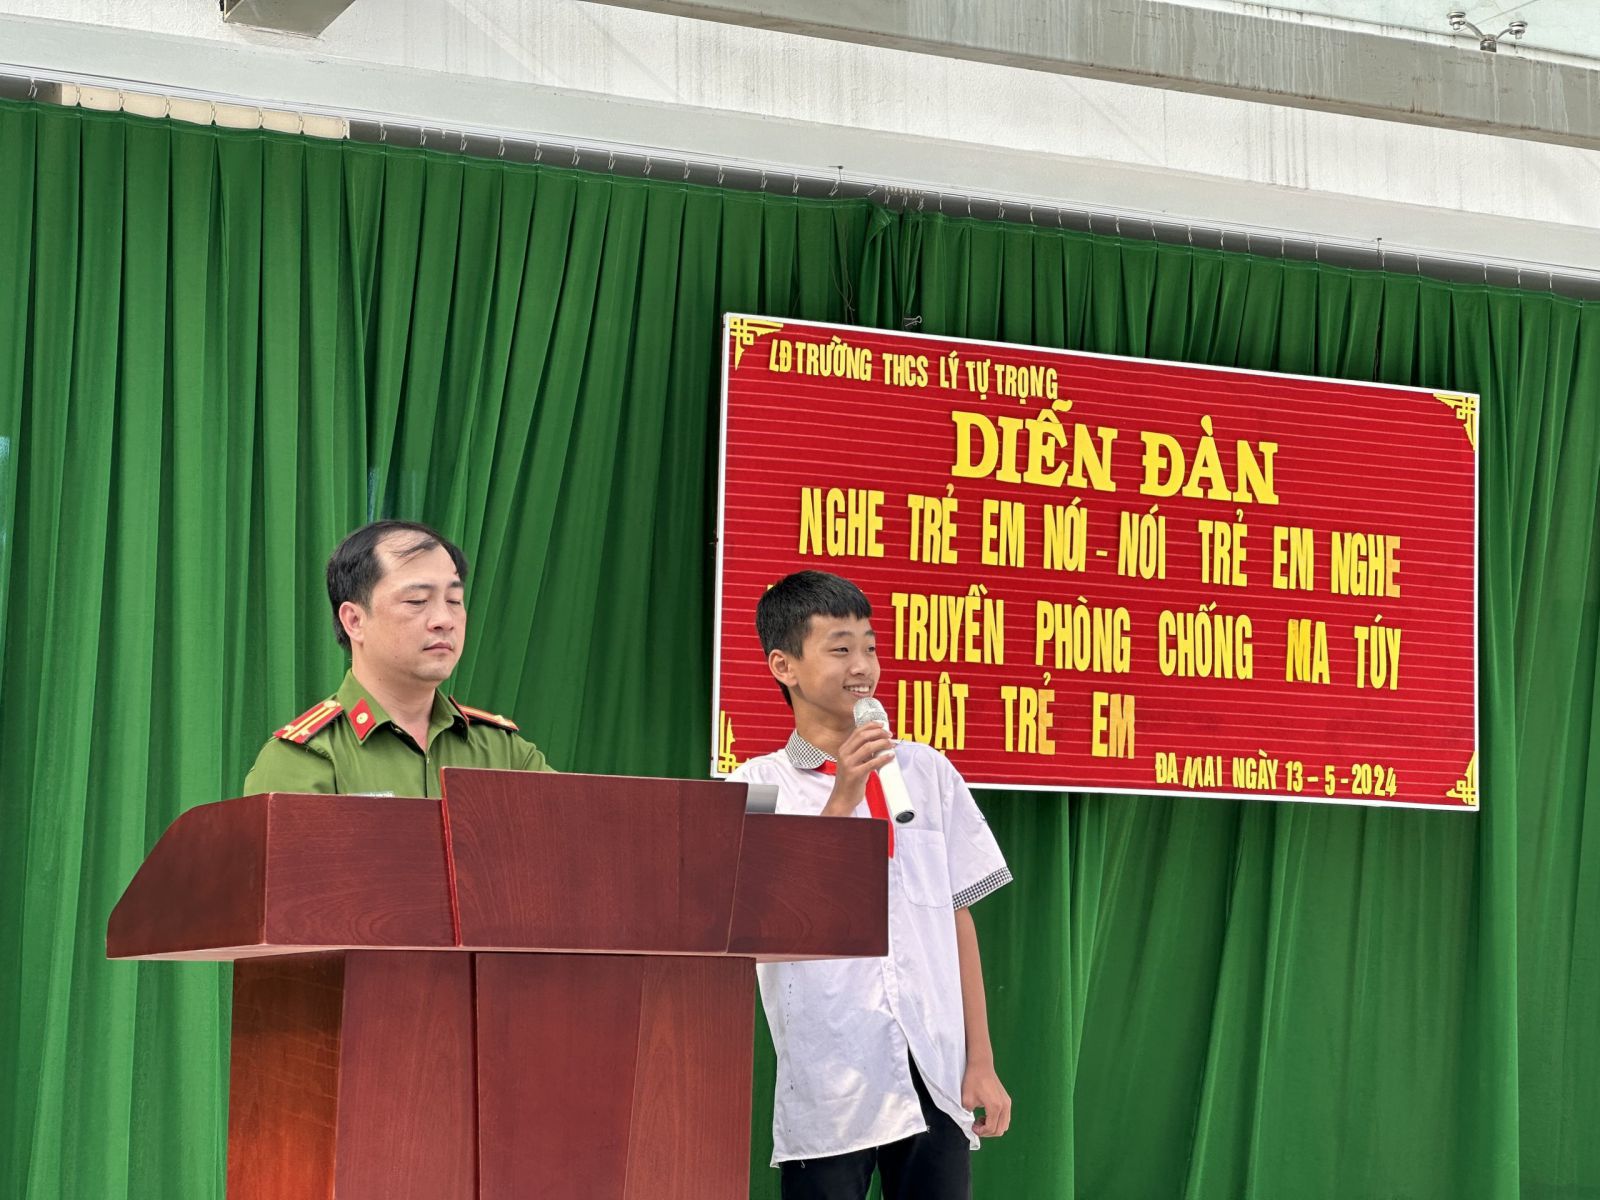 LĐ TRƯỜNG THCS LÝ TỰ TRỌNG
DIỄN ĐÀN
NGHE TRẺ EM NÓI - NÓI TRẺ EM NGHE
TRUYỀN PHÒNG CHỐNG MA TÚY
LUẬT TRẺ EM
ĐA MAI NGÀY 13-5-2024